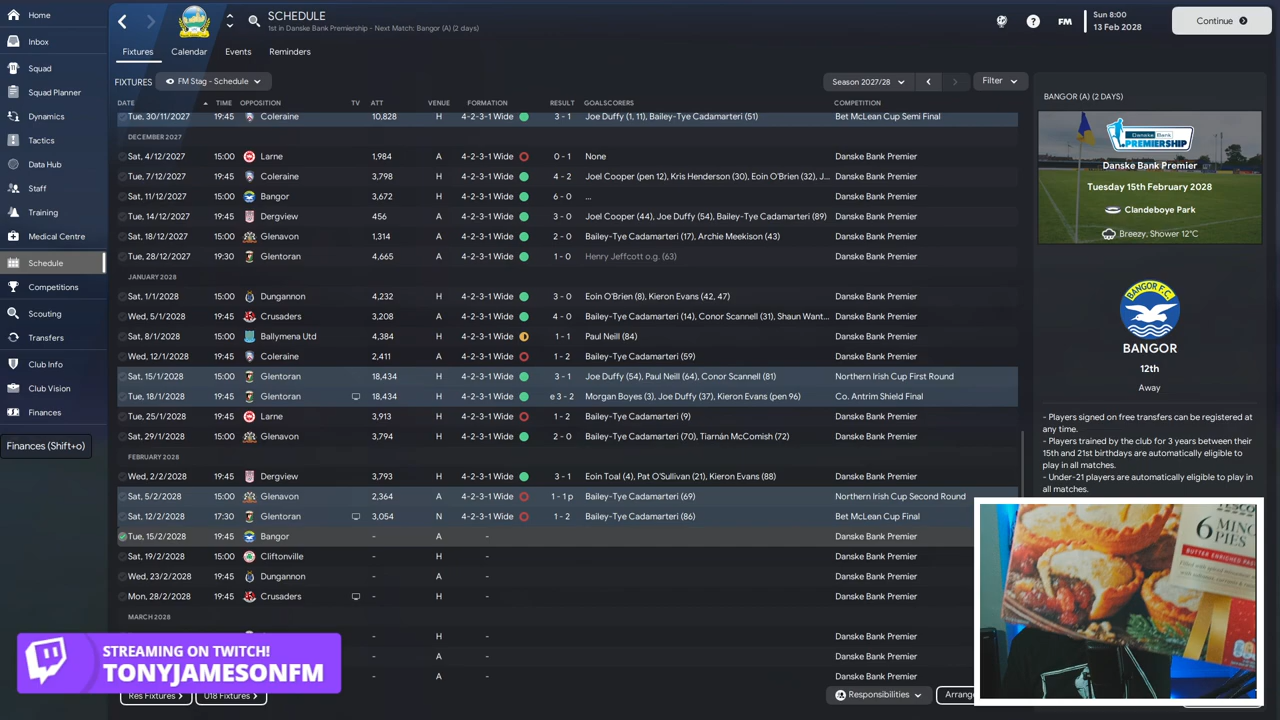 Home
SCHEDULE
1st in Danske Bank Premiership - Next Match: Bangor (A) (2 days)
FM
Sun 8:00
13 Feb 2028
Continue
Inbox
Squad
Squad Planner
Dynamics
Tactics
Data Hub
Staff
Training
Medical Centre
Schedule
Competitions
Scouting
Transfers
Club Info
Club Vision
Finances
Finances (Shift+o)
Fixtures Calendar Events Reminders
FIXTURES FM Stag - Schedule Season 2027/28 Filter
DATE TIME OPPOSITION TV ATT VENUE FORMATION RESULT GOALSCORERS COMPETITION
Tue, 30/11/2027 19:45 Coleraine 10,828 H 4-2-3-1 Wide 3 - 1 Joe Duffy (1, 11), Bailey-Tye Cadamarteri (51) Bet McLean Cup Semi Final
DECEMBER 2027
Sat, 4/12/2027 15:00 Larne 1,984 A 4-2-3-1 Wide 0 - 1 None Danske Bank Premier
Tue, 7/12/2027 19:45 Coleraine 3,798 H 4-2-3-1 Wide 4 - 2 Joel Cooper (pen 12), Kris Henderson (30), Eoin O'Brien (32), J... Danske Bank Premier
Sat, 11/12/2027 15:00 Bangor 3,672 H 4-2-3-1 Wide 6 - 0 ... Danske Bank Premier
Tue, 14/12/2027 19:45 Dergview 456 A 4-2-3-1 Wide 3 - 0 Joel Cooper (44), Joe Duffy (54), Bailey-Tye Cadamarteri (89) Danske Bank Premier
Sat, 18/12/2027 15:00 Glenavon 1,314 A 4-2-3-1 Wide 2 - 0 Bailey-Tye Cadamarteri (17), Archie Meekison (43) Danske Bank Premier
Tue, 28/12/2027 19:30 Glentoran 4,665 A 4-2-3-1 Wide 1 - 0 Henry Jeffcott o.g. (63) Danske Bank Premier
JANUARY 2028
Sat, 1/1/2028 15:00 Dungannon 4,232 H 4-2-3-1 Wide 3 - 0 Eoin O'Brien (8), Kieron Evans (42, 47) Danske Bank Premier
Wed, 5/1/2028 19:45 Crusaders 3,208 A 4-2-3-1 Wide 4 - 0 Bailey-Tye Cadamarteri (14), Conor Scannell (31), Shaun Want... Danske Bank Premier
Sat, 8/1/2028 15:00 Ballymena Utd 4,384 H 4-2-3-1 Wide 1 - 1 Paul Neill (84) Danske Bank Premier
Wed, 12/1/2028 19:45 Coleraine 2,411 A 4-2-3-1 Wide 1 - 2 Bailey-Tye Cadamarteri (59) Danske Bank Premier
Sat, 15/1/2028 15:00 Glentoran 18,434 H 4-2-3-1 Wide 3 - 1 Joe Duffy (54), Paul Neill (64), Conor Scannell (81) Northern Irish Cup First Round
Tue, 18/1/2028 19:45 Glentoran 18,434 H 4-2-3-1 Wide e 3 - 2 Morgan Boyes (3), Joe Duffy (37), Kieron Evans (pen 96) Co. Antrim Shield Final
Tue, 25/1/2028 19:45 Larne 3,913 H 4-2-3-1 Wide 1 - 2 Bailey-Tye Cadamarteri (9) Danske Bank Premier
Sat, 29/1/2028 19:45 Glenavon 3,794 H 4-2-3-1 Wide 2 - 0 Bailey-Tye Cadamarteri (70), Tiarnán McComish (72) Danske Bank Premier
FEBRUARY 2028
Wed, 2/2/2028 19:45 Dergview 3,793 H 4-2-3-1 Wide 3 - 1 Eoin Toal (4), Pat O'Sullivan (21), Kieron Evans (88) Danske Bank Premier
Sat, 5/2/2028 15:00 Glenavon 2,364 A 4-2-3-1 Wide 1 - 1 p Bailey-Tye Cadamarteri (69) Northern Irish Cup Second Round
Sat, 12/2/2028 17:30 Glentoran 3,054 N 4-2-3-1 Wide 1 - 2 Bailey-Tye Cadamarteri (86) Bet McLean Cup Final
Tue, 15/2/2028 19:45 Bangor - A - Danske Bank Premier
Sat, 19/2/2028 15:00 Cliftonville - H - Danske Bank Premier
Wed, 23/2/2028 19:45 Dungannon - A - Danske Bank Premier
Mon, 28/2/2028 19:45 Crusaders - H - Danske Bank Premier
MARCH 2028
H - Danske Bank Premier
- A - Danske Bank Premier
- A - Danske Bank Premier
Res Fixtures U18 Fixtures Responsibilities Arrang
STREAMING ON TWITCH!
TONYJAMESONFM
BANGOR (A) (2 DAYS)
Danske Bank
PREMIERSHIP
Danske Bank Premier
Tuesday 15th February 2028
Clandeboye Park
Breezy, Shower 12°C
BANGOR F.C.
BANGOR
12th
Away
- Players signed on free transfers can be registered at
any time.
- Players trained by the club for 3 years between their
15th and 21st birthdays are automatically eligible to
play in all matches.
- Under-21 players are automatically eligible to play in
all matches.
TESCO
6 MINC
PIES
BUTTER ENRICHED PAS